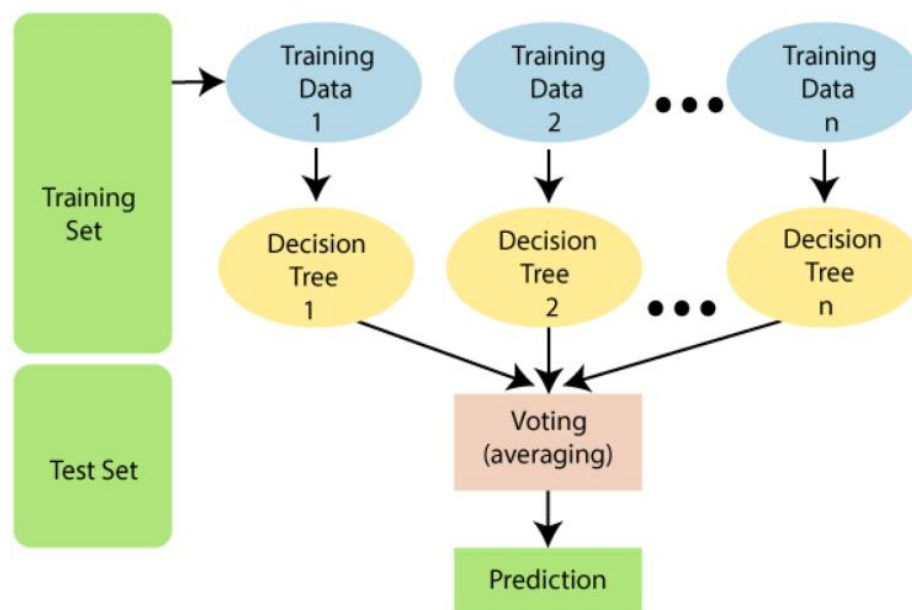 Training
Data
1
Training
Data
2
Training
Data
n
Training
Set
Decision
Tree
1
Decision
Tree
2
Decision
Tree
n
Test Set
Voting
(averaging)
Prediction